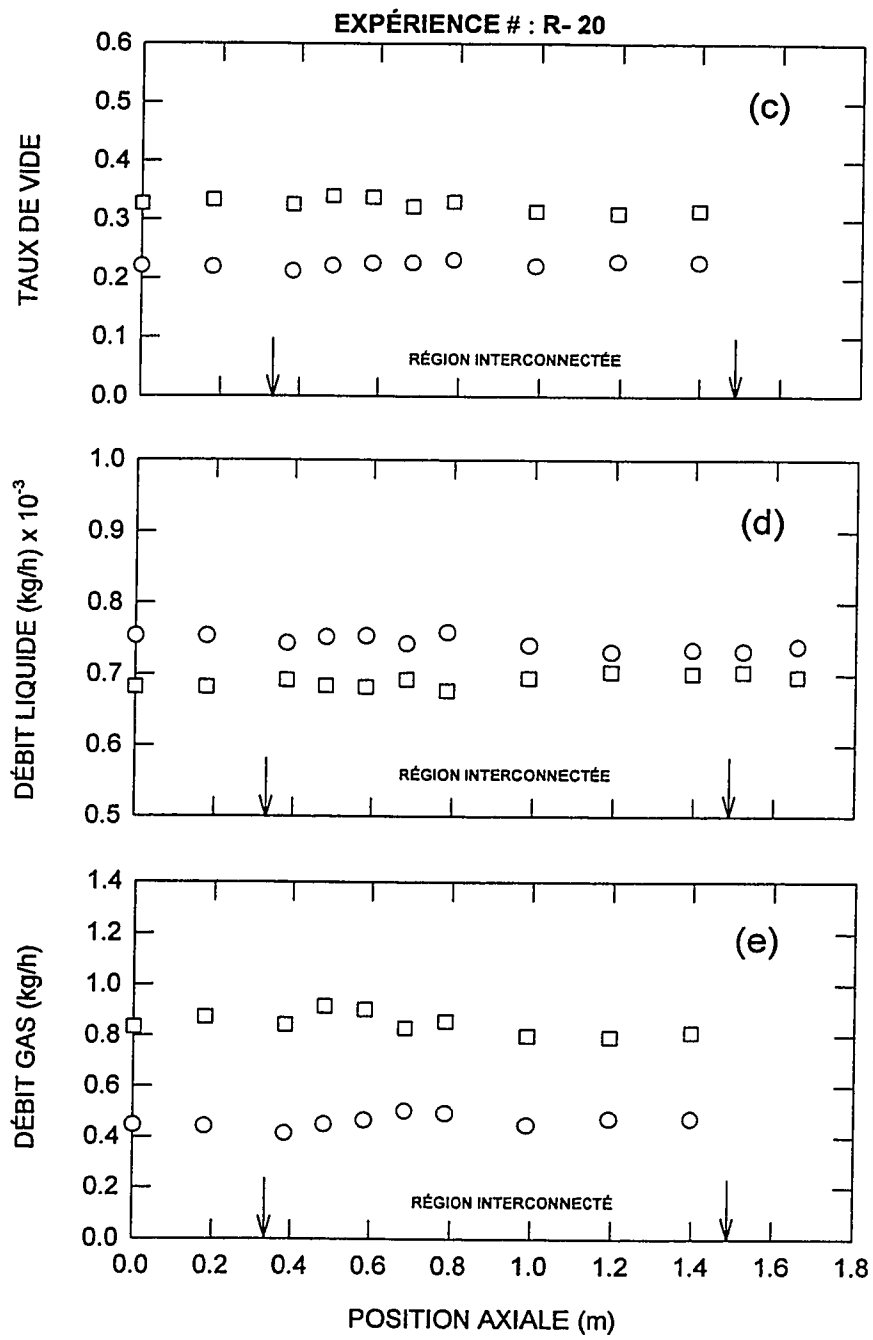 EXPÉRIENCE # : R- 20
0.6
0.5
0.4
0.3
0.2
0.1
0.0
TAUX DE VIDE
(c)
RÉGION INTERCONNECTÉE
1.0
0.9
0.8
0.7
0.6
0.5
DÉBIT LIQUIDE (kg/h) x 10⁻³
(d)
RÉGION INTERCONNECTÉE
1.4
1.2
1.0
0.8
0.6
0.4
0.2
0.0
DÉBIT GAS (kg/h)
(e)
RÉGION INTERCONNECTÉ
0.0 0.2 0.4 0.6 0.8 1.0 1.2 1.4 1.6 1.8
POSITION AXIALE (m)